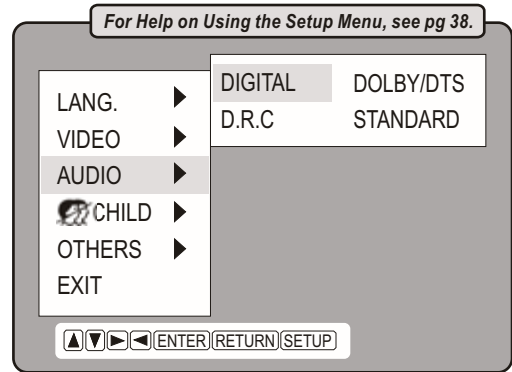 For Help on Using the Setup Menu, see pg 38.
LANG.
VIDEO
AUDIO
CHILD
OTHERS
EXIT
DIGITAL DOLBY/DTS
D.R.C STANDARD
ENTER RETURN SETUP